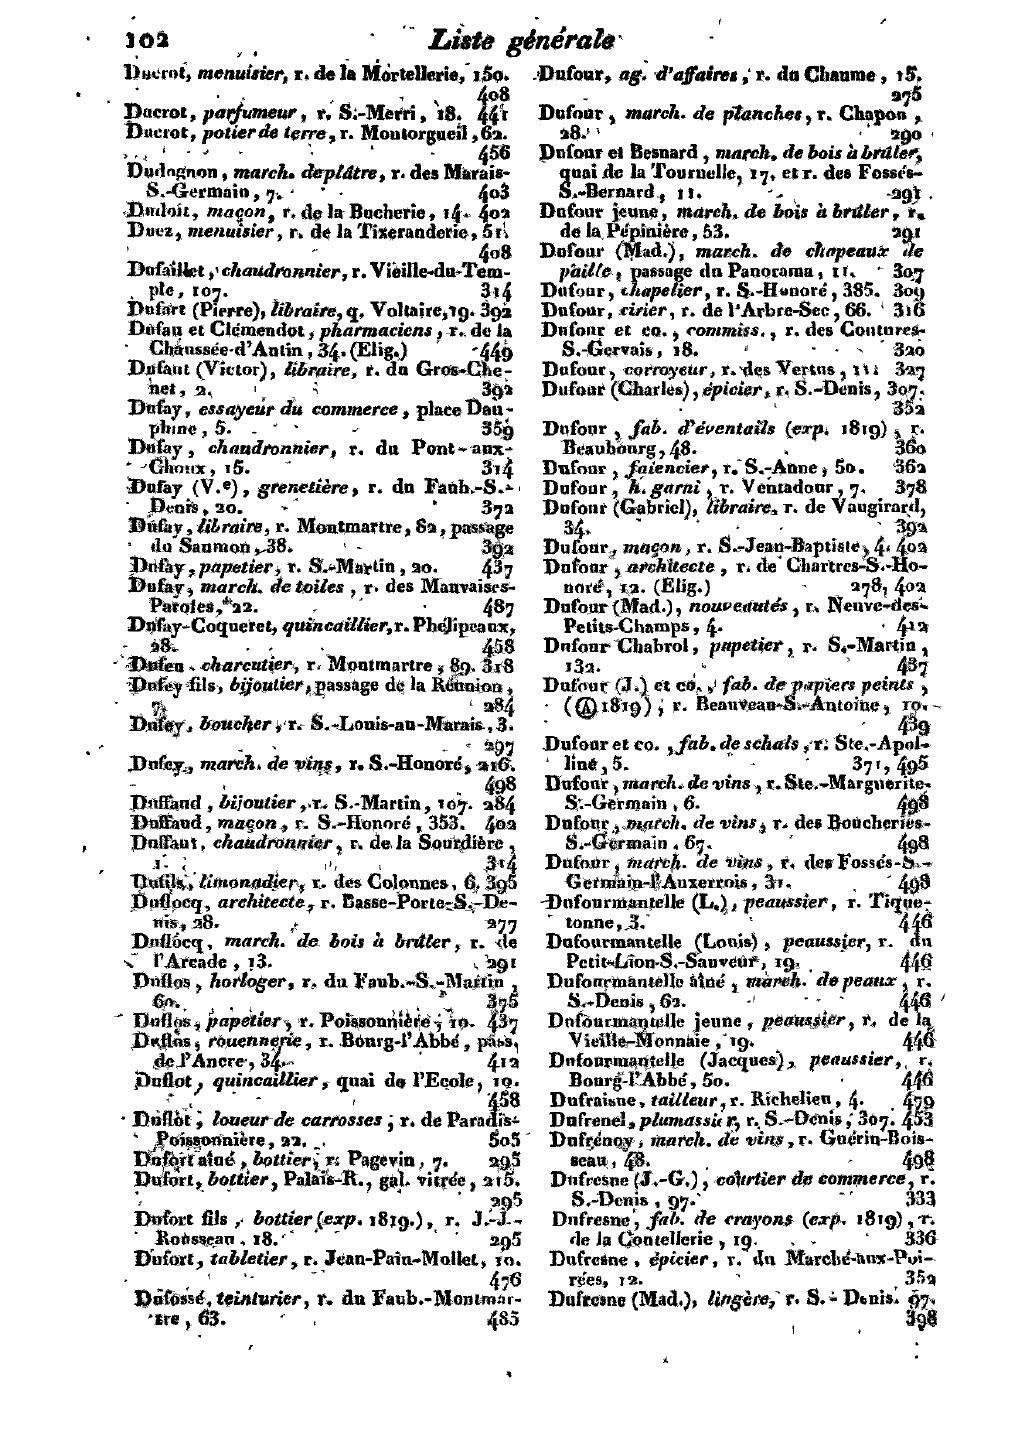 102
Liste générale
Ducrot, menuisier, r. de la Mortellerie, 150.
408
Ducrot, parfumeur, r. S.-Merri, 18. 441
Ducrot, potier de terre, r. Montorgueil, 62.
456
Dudognon, march. de plâtre, r. des Marais-
S.-Germain, 7. 403
Dudoit, maçon, r. de la Bucherie, 14. 402
Duez, menuisier, r. de la Tixeranderie, 51.
408
Dufaillet, chaudronnier, r. Vieille-du-Tem-
ple, 107. 314
Dufart (Pierre), libraire, q. Voltaire, 19. 392
Dufau et Clémendot, pharmaciens, r. de la
Chaussée-d'Antin, 34. (Elig.) 449
Dufaut (Victor), libraire, r. du Gros-Che-
net, 2. 392
Dufay, essayeur du commerce, place Dau-
phine, 5. 359
Dufay, chaudronnier, r. du Pont-aux-
Choux, 15. 314
Dufay (V.e), grenetière, r. du Faub.-S.-
Denis, 20. 372
Dufay, libraire, r. Montmartre, 82, passage
du Saumon, 38. 392
Dufay, papetier, r. S.-Martin, 20. 437
Dufay, march. de toiles, r. des Mauvaises-
Paroles, 22. 487
Dufay-Coqueret, quincaillier, r. Phélipeaux,
28. 458
Dufeu, charcutier, r. Montmartre, 89. 318
Dufey fils, bijoutier, passage de la Réunion,
7. 284
Dufey, boucher, r. S.-Louis-au-Marais, 3.
297
Dufey, march. de vins, r. S.-Honoré, 216.
498
Duffand, bijoutier, r. S.-Martin, 107. 284
Duffaud, maçon, r. S.-Honoré, 353. 402
Duffaut, chaudronnier, r. de la Sourdière,
1. 314
Dufils, limonadier, r. des Colonnes, 6, 395
Duflocq, architecte, r. Basse-Porte-S.-De-
nis, 28. 277
Duflocq, march. de bois à brûler, r. de
l'Arcade, 13. 291
Duflos, horloger, r. du Faub.-S.-Martin,
60. 375
Duflos, papetier, r. Poissonnière, 10. 437
Duflos, rouennerie, r. Bourg-l'Abbé, pass.
de l'Ancre, 34. 412
Duflot, quincaillier, quai de l'Ecole, 10.
458
Duflot, loueur de carrosses, r. de Paradis-
Poissonnière, 22. 505
Dufort aîné, bottier, r. Pagevin, 7. 295
Dufort, bottier, Palais-R., gal. vitrée, 215.
295
Dufort fils, bottier (exp. 1819.), r. J.-J.-
Rousseau, 18. 295
Dufort, tabletier, r. Jean-Pain-Mollet, 10.
476
Dufossé, teinturier, r. du Faub.-Montmar-
tre, 63. 485
Dufour, ag. d'affaires, r. du Chaume, 15.
275
Dufour, march. de planches, r. Chapon,
28. 290
Dufour et Besnard, march. de bois à brûler,
quai de la Tournelle, 17, et r. des Fossés-
S.-Bernard, 11. 291
Dufour jeune, march. de bois à brûler, r.
de la Pépinière, 53. 291
Dufour (Mad.), march. de chapeaux de
paille, passage du Panorama, 11. 307
Dufour, chapelier, r. S.-Honoré, 385. 309
Dufour, cirier, r. de l'Arbre-Sec, 66. 316
Dufour et co., commiss., r. des Coutures-
S.-Gervais, 18. 320
Dufour, corroyeur, r. des Vertus, 11. 327
Dufour (Charles), épicier, r. S.-Denis, 307.
352
Dufour, fab. d'éventails (exp. 1819), r.
Beaubourg, 48. 360
Dufour, faiencier, r. S.-Anne, 50. 362
Dufour, h. garni, r. Ventadour, 7. 378
Dufour (Gabriel), libraire, r. de Vaugirard,
34. 392
Dufour, maçon, r. S.-Jean-Baptiste, 4. 402
Dufour, architecte, r. de Chartres-S.-Ho-
noré, 12. (Elig.) 278, 402
Dufour (Mad.), nouveautés, r. Neuve-des-
Petits-Champs, 4. 412
Dufour Chabrol, papetier, r. S.-Martin,
132. 437
Dufour (J.) et co., fab. de papiers peints,
(Ⓐ 1819), r. Beauveau-S.-Antoine, 10.
439
Dufour et co., fab. de schals, r. Ste.-Apol-
line, 5. 371, 495
Dufour, march. de vins, r. Ste.-Marguerite-
S.-Germain, 6. 498
Dufour, march. de vins, r. des Boucheries-
S.-Germain, 67. 498
Dufour, march. de vins, r. des Fossés-S.-
Germain-l'Auxerrois, 31. 498
Dufourmantelle (L.), peaussier, r. Tique-
tonne, 3. 446
Dufourmantelle (Louis), peaussier, r. du
Petit-Lion-S.-Sauveur, 19. 446
Dufourmantelle aîné, march. de peaux, r.
S.-Denis, 62. 446
Dufourmantelle jeune, peaussier, r. de la
Vieille-Monnaie, 19. 446
Dufourmantelle (Jacques), peaussier, r.
Bourg-l'Abbé, 50. 446
Dufraisne, tailleur, r. Richelieu, 4. 479
Dufrenel, plumassier, r. S.-Denis, 307. 453
Dufrénoy, march. de vins, r. Guérin-Bois-
seau, 48. 498
Dufresne (J.-G.), courtier de commerce, r.
S.-Denis, 97. 333
Dufresne, fab. de crayons (exp. 1819), r.
de la Contellerie, 19. 336
Dufresne, épicier, r. du Marché-aux-Poi-
rées, 12. 352
Dufresne (Mad.), lingère, r. S.-Denis. 97.
398